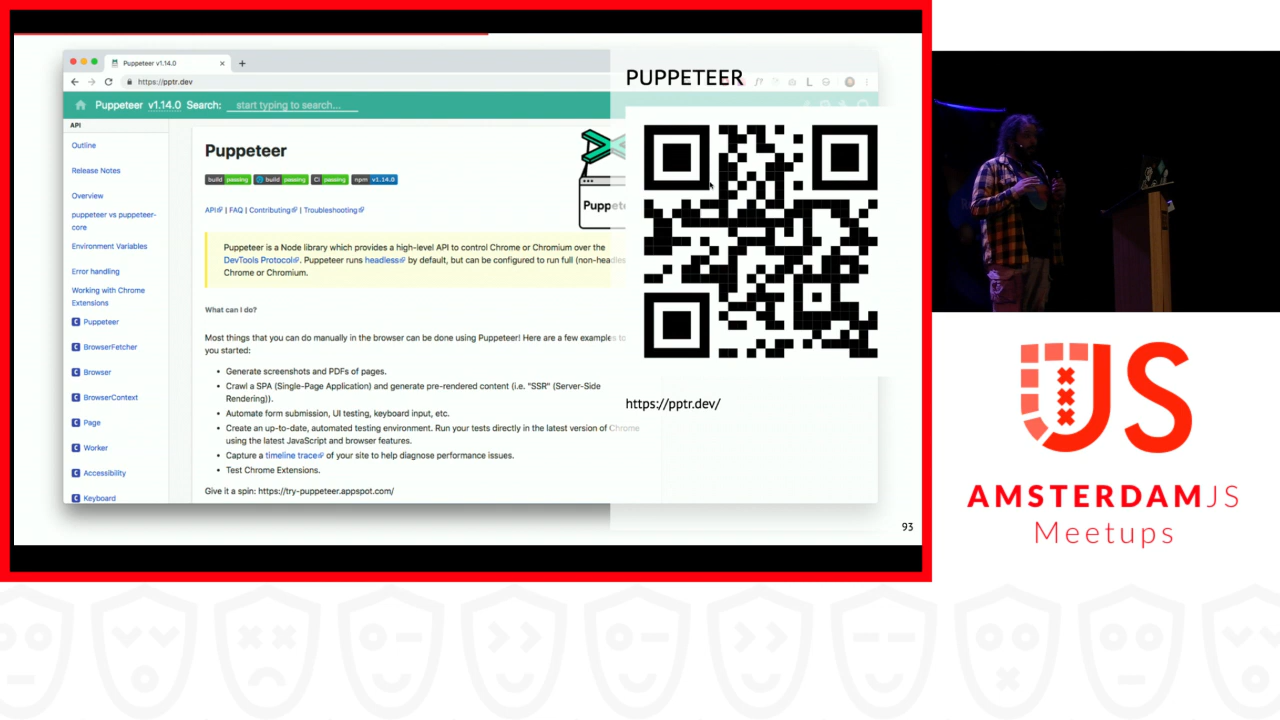 Puppeteer v1.14.0
https://pptr.dev
Puppeteer v1.14.0 Search: start typing to search...
API
Outline
Release Notes
Overview
puppeteer vs puppeteer-
core
Environment Variables
Error handling
Working with Chrome
Extensions
C Puppeteer
C BrowserFetcher
C Browser
C BrowserContext
C Page
C Worker
C Accessibility
C Keyboard
Puppeteer
build passing build passing CI passing npm v1.14.0
API | FAQ | Contributing | Troubleshooting
Puppete
Puppeteer is a Node library which provides a high-level API to control Chrome or Chromium over the
DevTools Protocol. Puppeteer runs headless by default, but can be configured to run full (non-headles
Chrome or Chromium.
What can I do?
Most things that you can do manually in the browser can be done using Puppeteer! Here are a few examples to
you started:
• Generate screenshots and PDFs of pages.
• Crawl a SPA (Single-Page Application) and generate pre-rendered content (i.e. "SSR" (Server-Side
Rendering)).
• Automate form submission, UI testing, keyboard input, etc.
• Create an up-to-date, automated testing environment. Run your tests directly in the latest version of Chrome
using the latest JavaScript and browser features.
• Capture a timeline trace of your site to help diagnose performance issues.
• Test Chrome Extensions.
Give it a spin: https://try-puppeteer.appspot.com/
PUPPETEER
https://pptr.dev/
93
JS
AMSTERDAMJS
Meetups